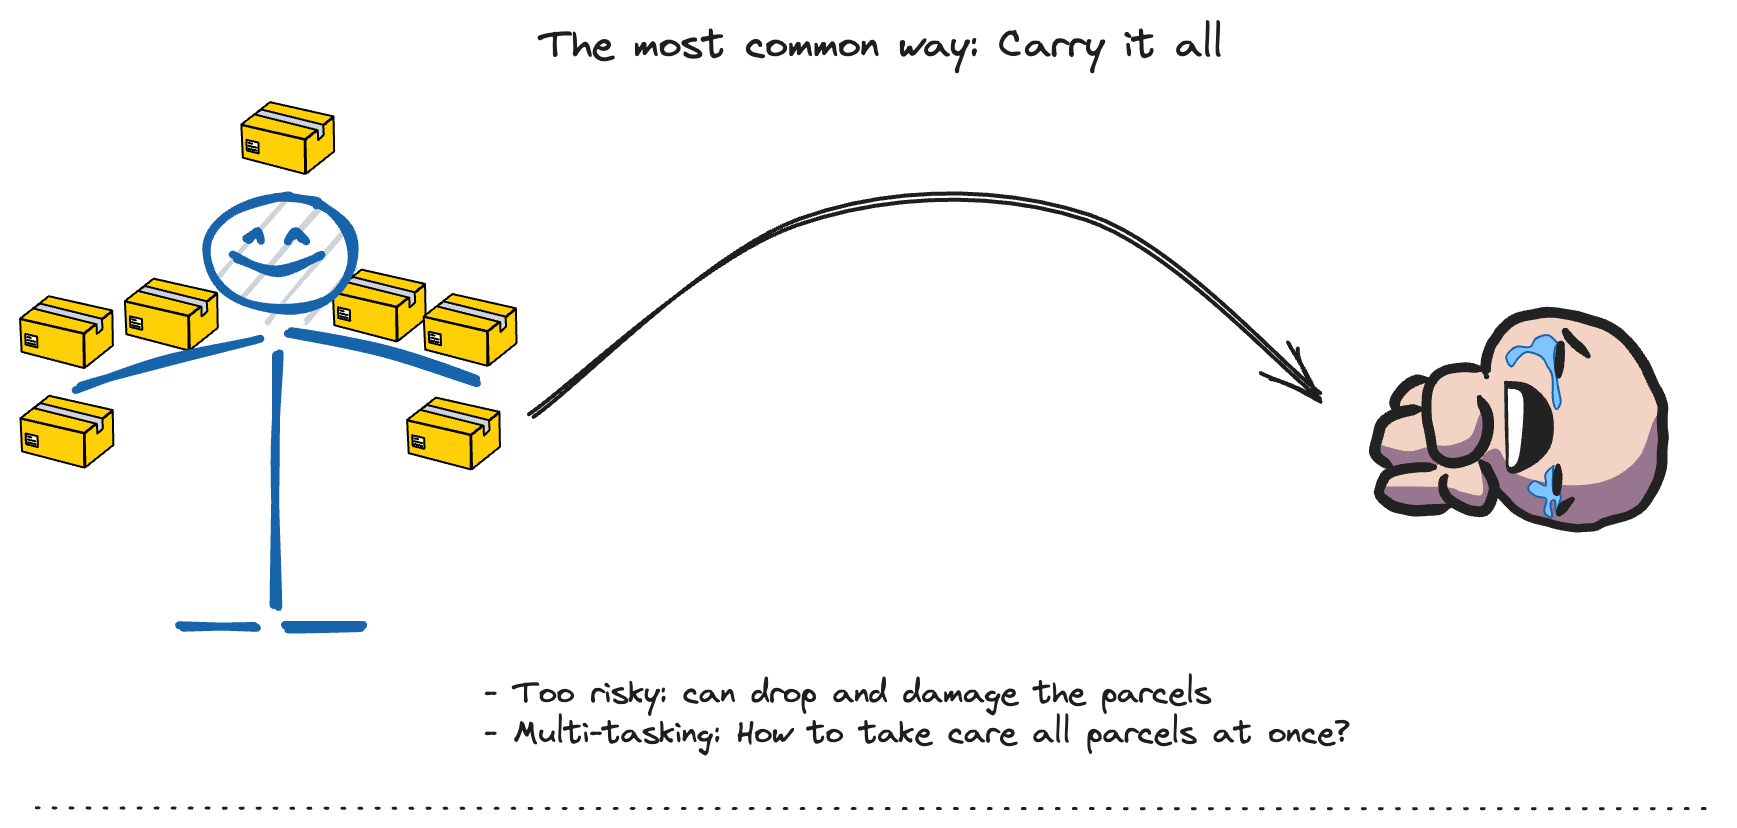 The most common way: Carry it all
- Too risky: can drop and damage the parcels
- Multi-tasking: How to take care all parcels at once?